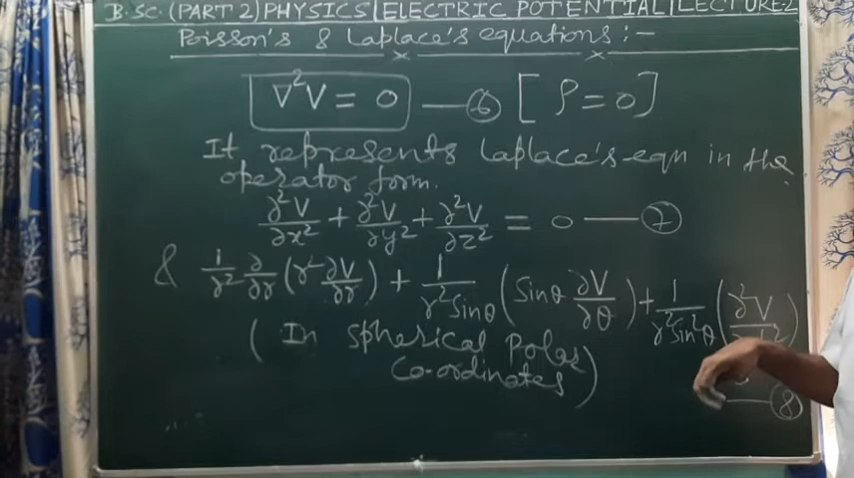 B.SC.(PART 2)|PHYSICS|ELECTRIC POTENTIAL|LECTURE-2
Poisson's & Laplace's equations :-
∇²V = 0 —⑥ [ρ = 0]
It represents Laplace's eqn in the
operator form.
∂²V/∂x² + ∂²V/∂y² + ∂²V/∂z² = 0 —⑦
& 1/r² ∂/∂r (r² ∂V/∂r) + 1/r² sinθ (sinθ ∂V/∂θ) + 1/r² sin²θ (∂²V/
(In spherical polar
Co-ordinates)
—⑧